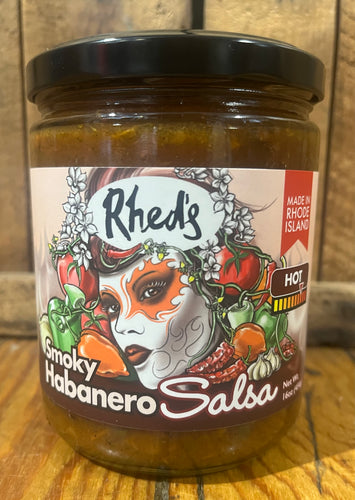 Rhed's
MADE IN
RHODE
ISLAND
HOT
Smoky
Habanero
Salsa
Net Wt.
16oz